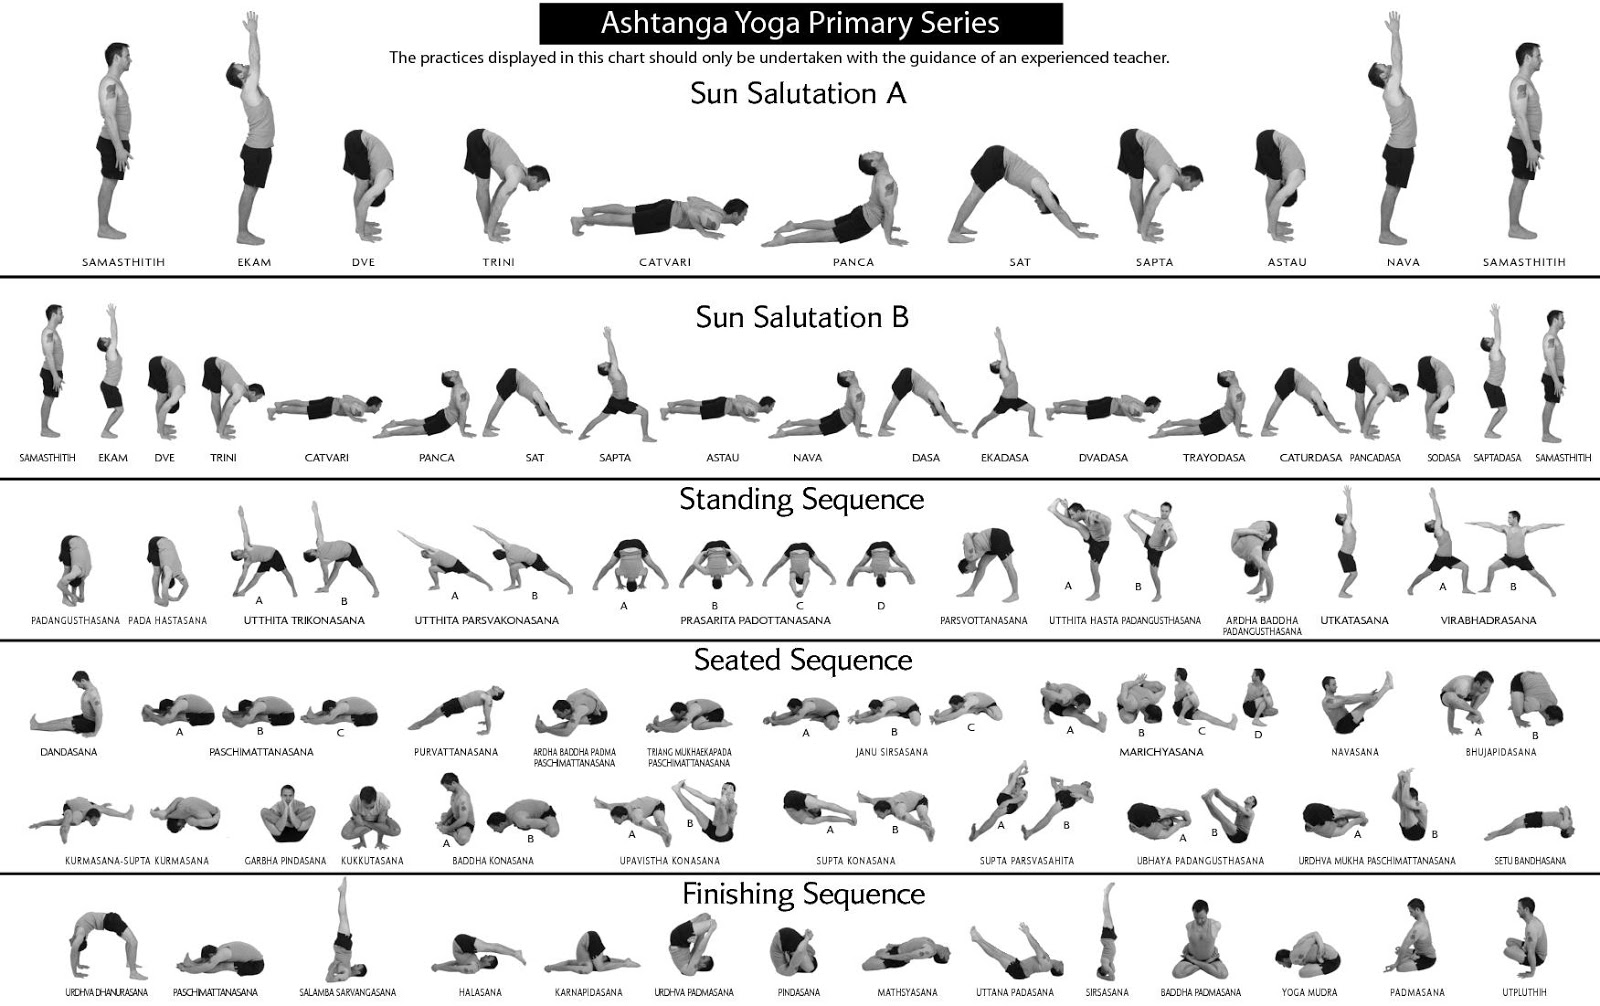 Ashtanga Yoga Primary Series
The practices displayed in this chart should only be undertaken with the guidance of an experienced teacher.
Sun Salutation A
SAMASTHITIH EKAM DVE TRINI CATVARI PANCA SAT SAPTA ASTAU NAVA SAMASTHITIH
Sun Salutation B
SAMASTHITIH EKAM DVE TRINI CATVARI PANCA SAT SAPTA ASTAU NAVA DASA EKADASA DVADASA TRAYODASA CATURDASA PANCADASA SODASA SAPTADASA SAMASTHITIH
Standing Sequence
A B A B A B C D A B A B
PADANGUSTHASANA PADA HASTASANA UTTHITA TRIKONASANA UTTHITA PARSVAKONASANA PRASARITA PADOTTANASANA PARSVOTTANASANA UTTHITA HASTA PADANGUSTHASANA ARDHA BADDHA UTKATASANA VIRABHADRASANA
PADANGUSTHASANA
Seated Sequence
A B C A B C A B C D A B
DANDASANA PASCHIMATTANASANA PURVATTANASANA ARDHA BADDHA PADMA TRIANG MUKHAEKAPADA JANU SIRSASANA MARICHYASANA NAVASANA BHUJAPIDASANA
PASCHIMATTANASANA PASCHIMATTANASANA
A B A B A B A B A B A B
KURMASANA-SUPTA KURMASANA GARBHA PINDASANA KUKKUTASANA BADDHA KONASANA UPAVISTHA KONASANA SUPTA KONASANA SUPTA PARSVASAHITA UBHAYA PADANGUSTHASANA URDHVA MUKHA PASCHIMATTANASANA SETU BANDHASANA
Finishing Sequence
URDHVA DHANURASANA PASCHIMATTANASANA SALAMBA SARVANGASANA HALASANA KARNAPIDASANA URDHVA PADMASANA PINDASANA MATHSYASANA UTTANA PADASANA SIRSASANA BADDHA PADMASANA YOGA MUDRA PADMASANA UTPLUTHIH